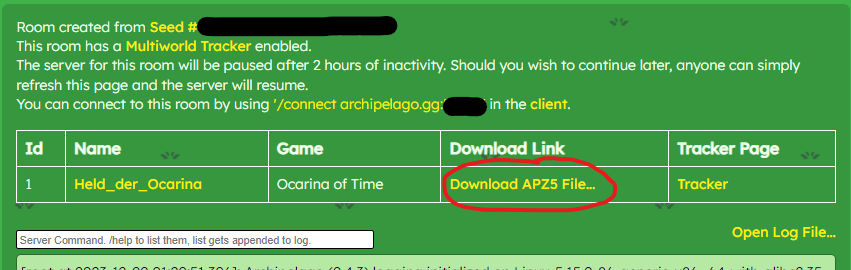 Room created from Seed #
This room has a Multiworld Tracker enabled.
The server for this room will be paused after 2 hours of inactivity. Should you wish to continue later, anyone can simply
refresh this page and the server will resume.
You can connect to this room by using '/connect archipelago.gg: in the client.
Id Name Game Download Link Tracker Page
1 Held_der_Ocarina Ocarina of Time Download APZ5 File... Tracker
Open Log File...
Server Command. /help to list them, list gets appended to log.